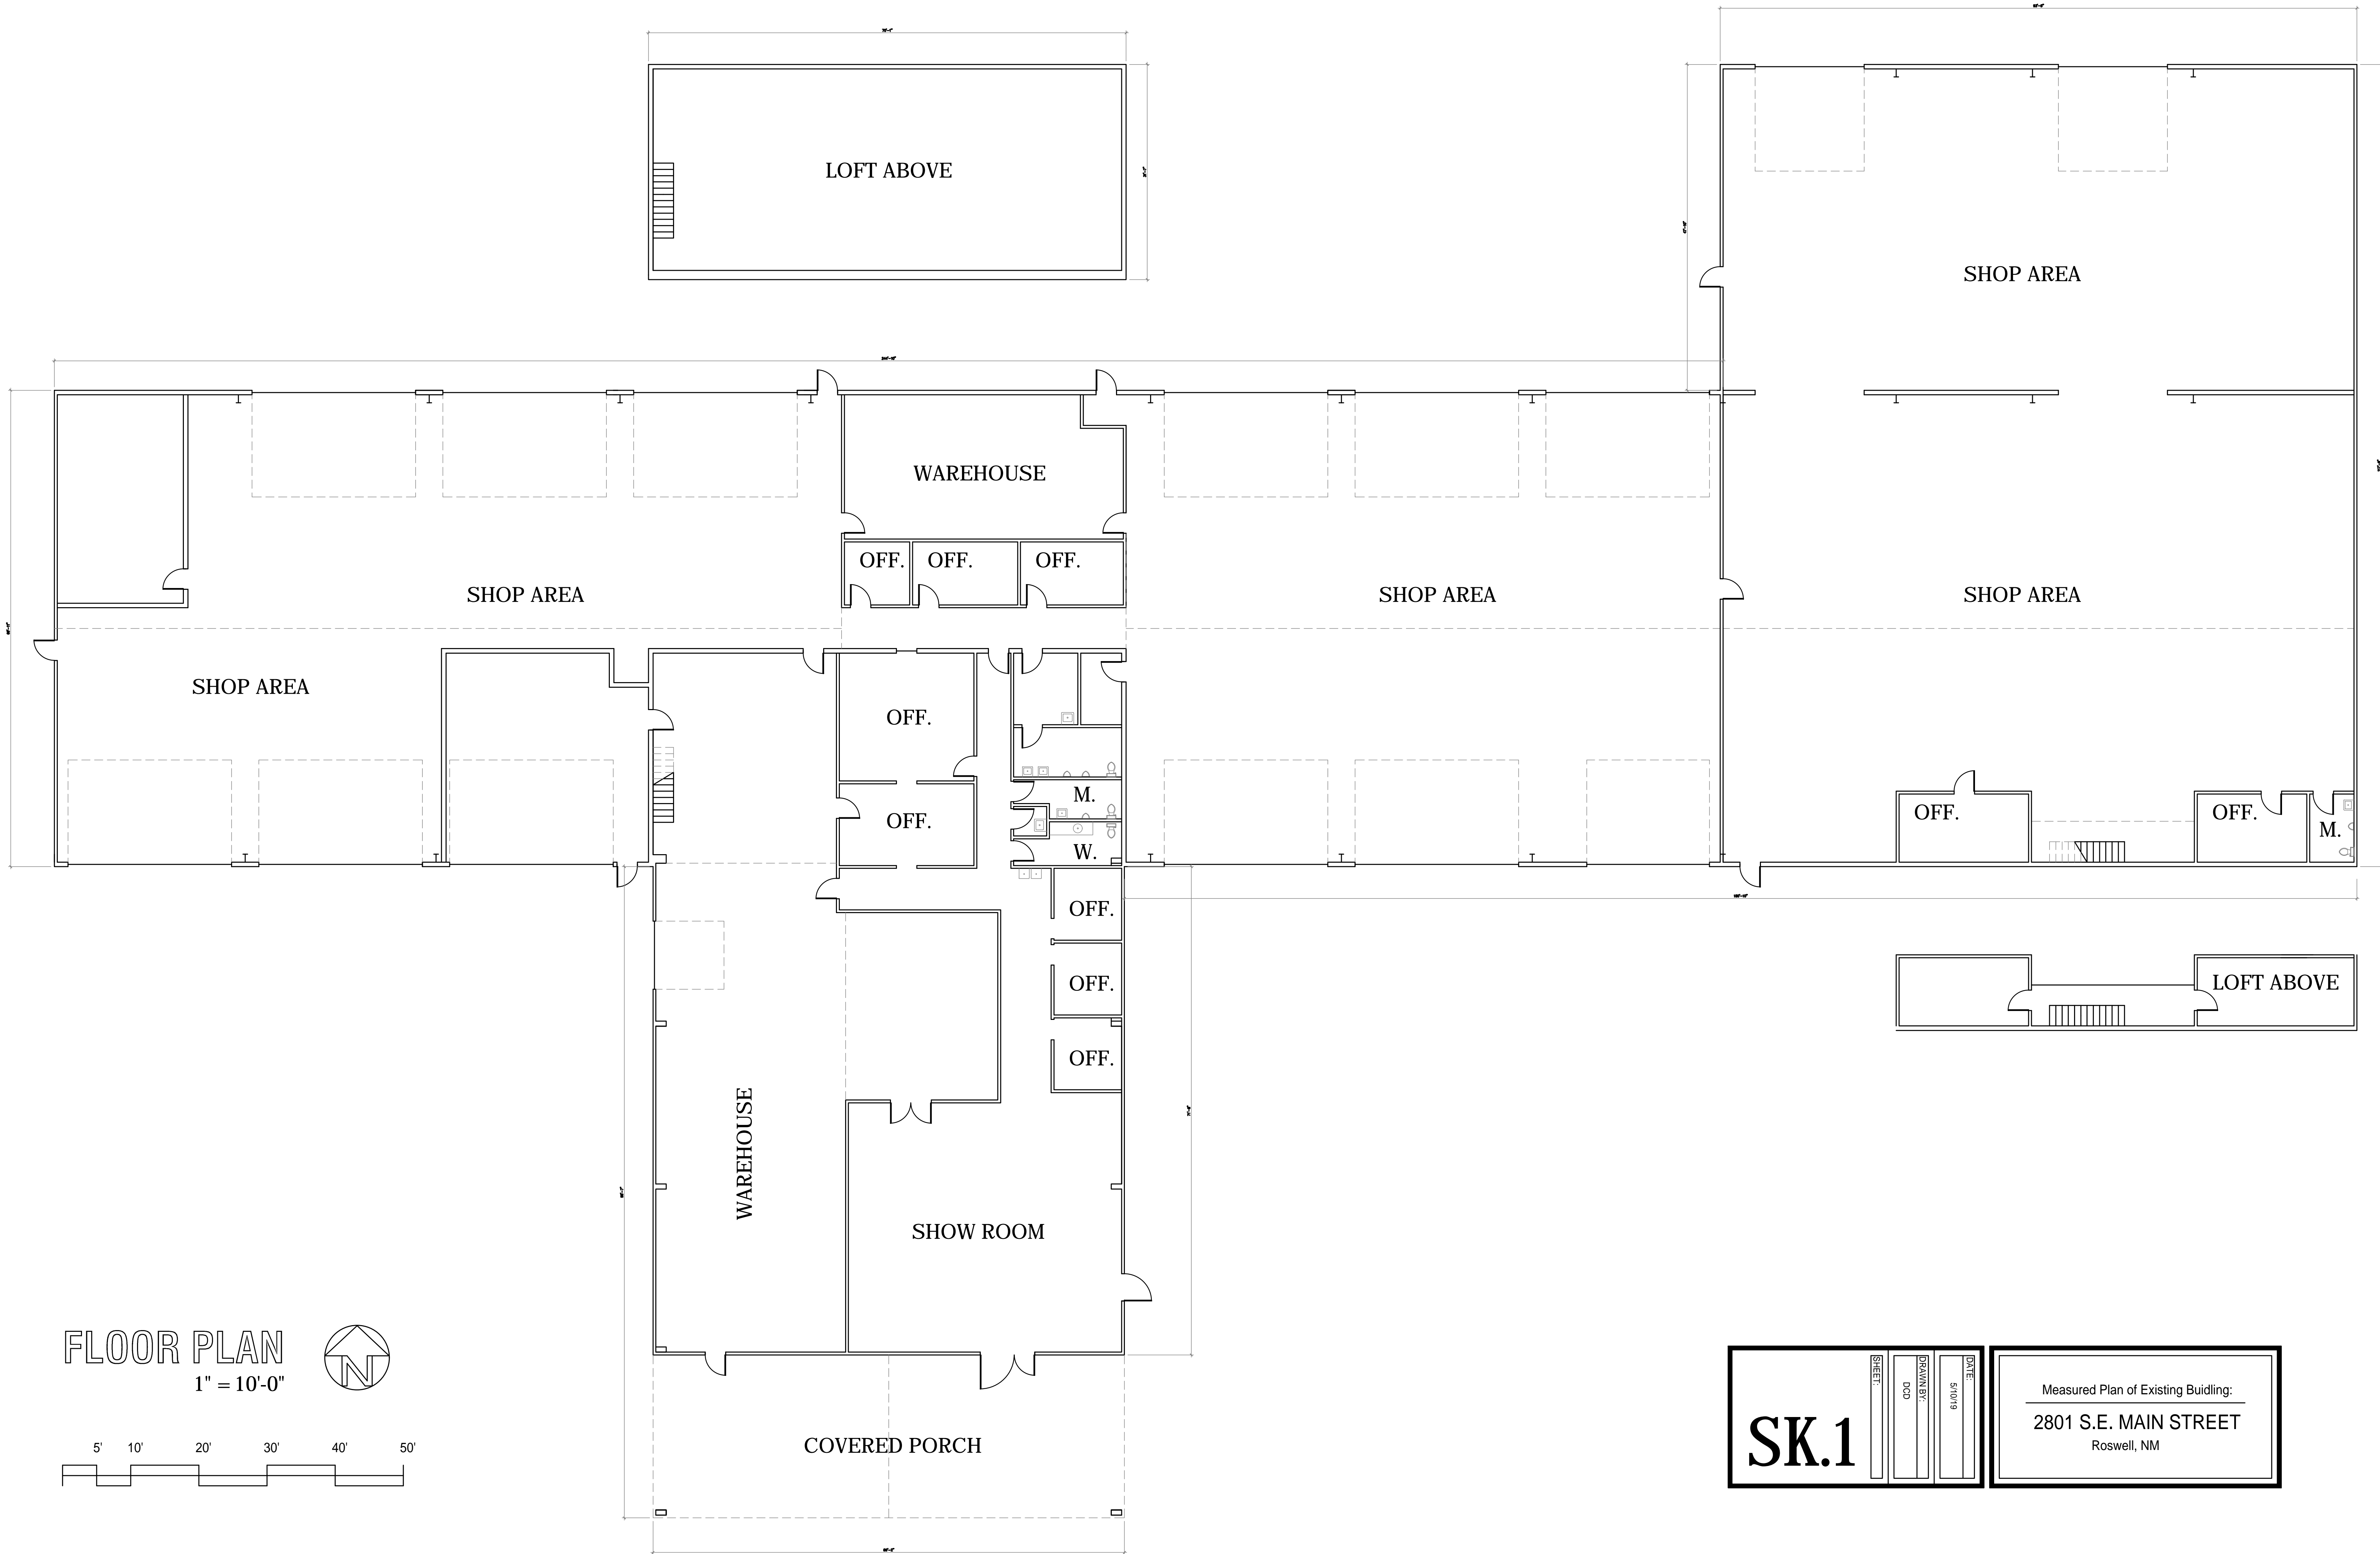 LOFT ABOVE
SHOP AREA
WAREHOUSE
OFF.
OFF.
OFF.
SHOP AREA
SHOP AREA
SHOP AREA
SHOP AREA
OFF.
OFF.
M.
W.
OFF.
OFF.
M.
OFF.
OFF.
OFF.
LOFT ABOVE
WAREHOUSE
SHOW ROOM
COVERED PORCH
FLOOR PLAN
N
1" = 10'-0"
5' 10' 20' 30' 40' 50'
SK.1
SHEET:
DRAWN BY:
DCD
DATE:
5/10/19
Measured Plan of Existing Buidling:
2801 S.E. MAIN STREET
Roswell, NM